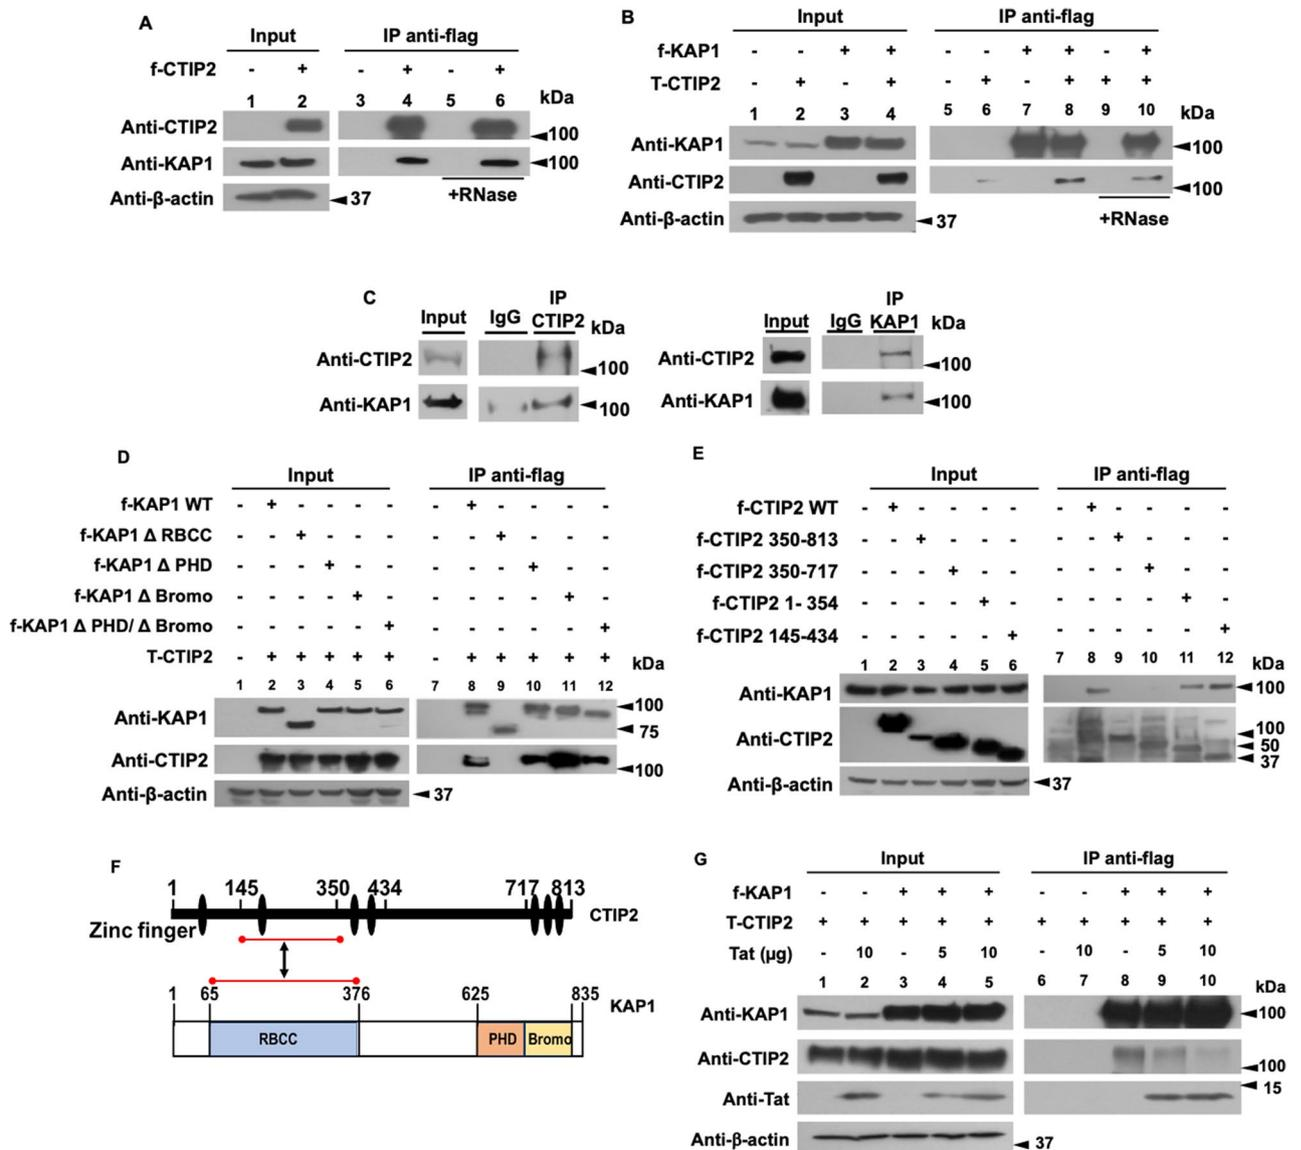 A
Input IP anti-flag
f-CTIP2 - + - + - +
1 2 3 4 5 6 kDa
Anti-CTIP2 100
Anti-KAP1 100
Anti-β-actin 37 +RNase
B
Input IP anti-flag
f-KAP1 - - + + - - + + - +
T-CTIP2 - + - + - + - + + +
1 2 3 4 5 6 7 8 9 10 kDa
Anti-KAP1 100
Anti-CTIP2 100
Anti-β-actin 37 +RNase
C
Input IgG IP CTIP2 kDa
Anti-CTIP2 100
Anti-KAP1 100
Input IgG IP KAP1 kDa
Anti-CTIP2 100
Anti-KAP1 100
D
Input IP anti-flag
f-KAP1 WT - + - - - - - + - - - -
f-KAP1 Δ RBCC - - + - - - - - + - - -
f-KAP1 Δ PHD - - - + - - - - - + - -
f-KAP1 Δ Bromo - - - - + - - - - - + -
f-KAP1 Δ PHD/ Δ Bromo - - - - - + - - - - - +
T-CTIP2 - + + + + + - + + + + + kDa
1 2 3 4 5 6 7 8 9 10 11 12
Anti-KAP1 100
75
Anti-CTIP2 100
Anti-β-actin 37
E
Input IP anti-flag
f-CTIP2 WT - + - - - - - + - - - -
f-CTIP2 350-813 - - + - - - - - + - - -
f-CTIP2 350-717 - - - + - - - - - + - -
f-CTIP2 1- 354 - - - - + - - - - - + -
f-CTIP2 145-434 - - - - - + - - - - - +
1 2 3 4 5 6 7 8 9 10 11 12 kDa
Anti-KAP1 100
Anti-CTIP2 100
50
37
Anti-β-actin 37
F
1 145 350 434 717 813
CTIP2
Zinc finger
1 65 376 625 835
KAP1
RBCC PHD Bromo
G
Input IP anti-flag
f-KAP1 - - + + + - - + + +
T-CTIP2 + + + + + + + + + +
Tat (µg) - 10 - 5 10 - 10 - 5 10
1 2 3 4 5 6 7 8 9 10 kDa
Anti-KAP1 100
Anti-CTIP2 100
Anti-Tat 15
Anti-β-actin 37